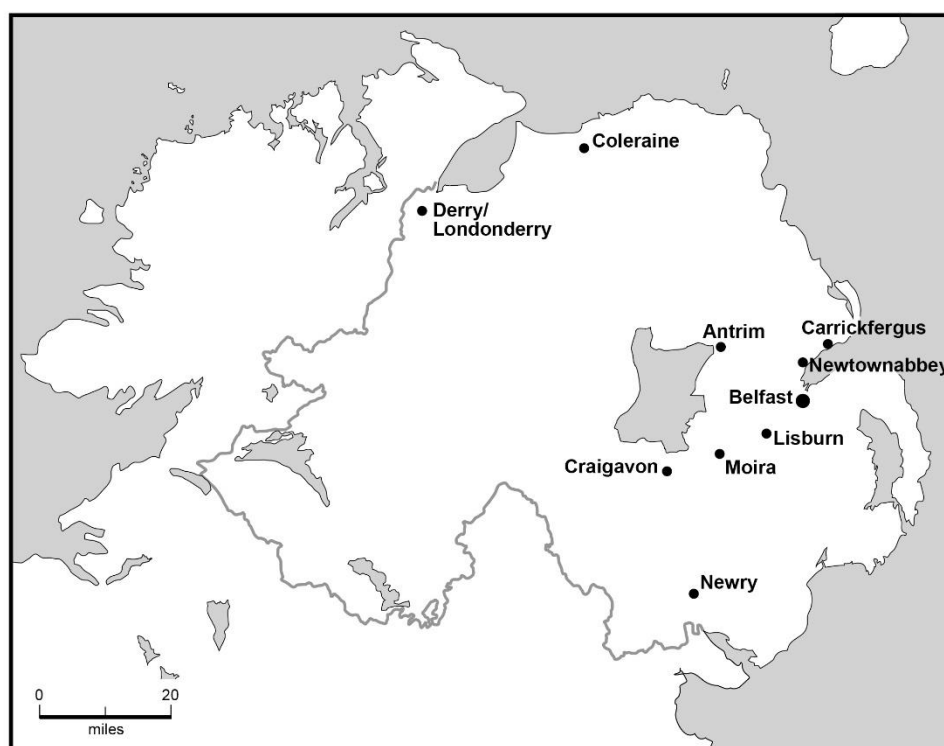 Coleraine
Derry/
Londonderry
Antrim
Carrickfergus
Newtownabbey
Belfast
Lisburn
Moira
Craigavon
Newry
0 20
miles